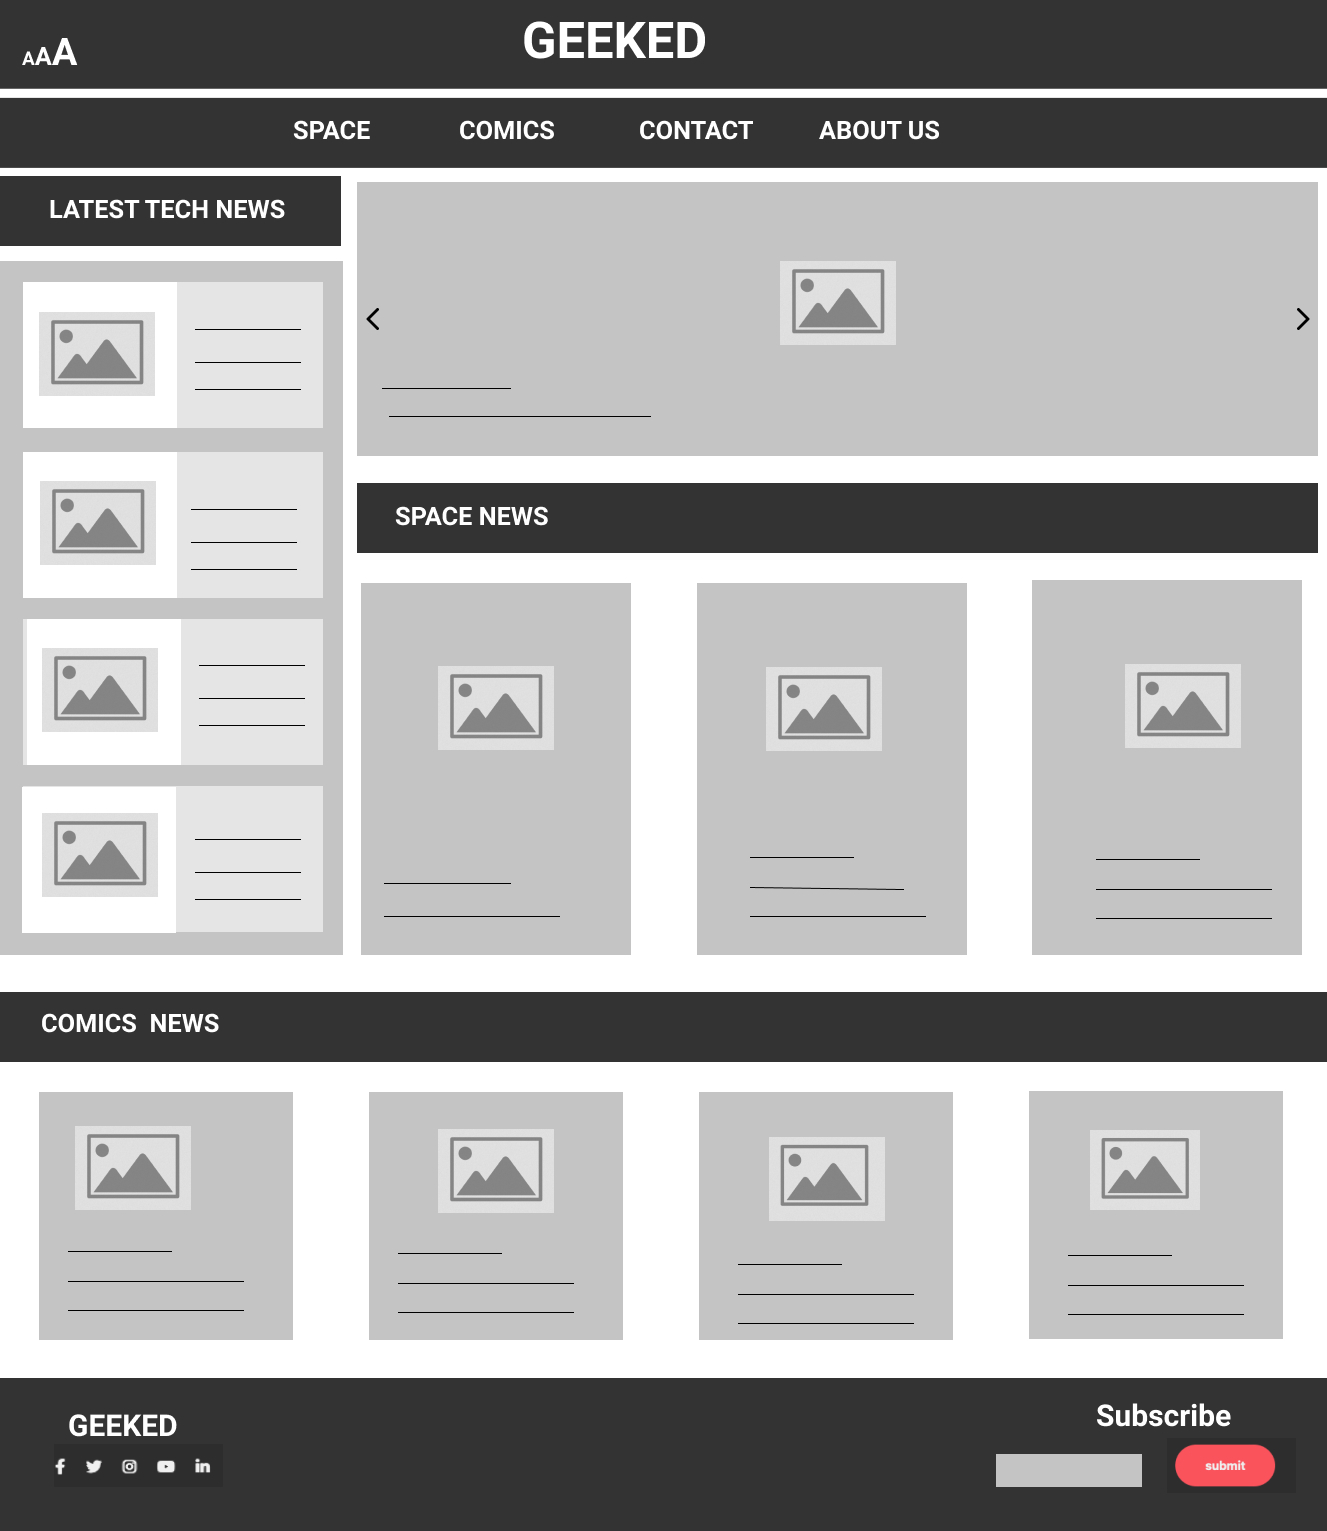 AAA
GEEKED
SPACE COMICS CONTACT ABOUT US
LATEST TECH NEWS
SPACE NEWS
COMICS NEWS
GEEKED
Subscribe
submit